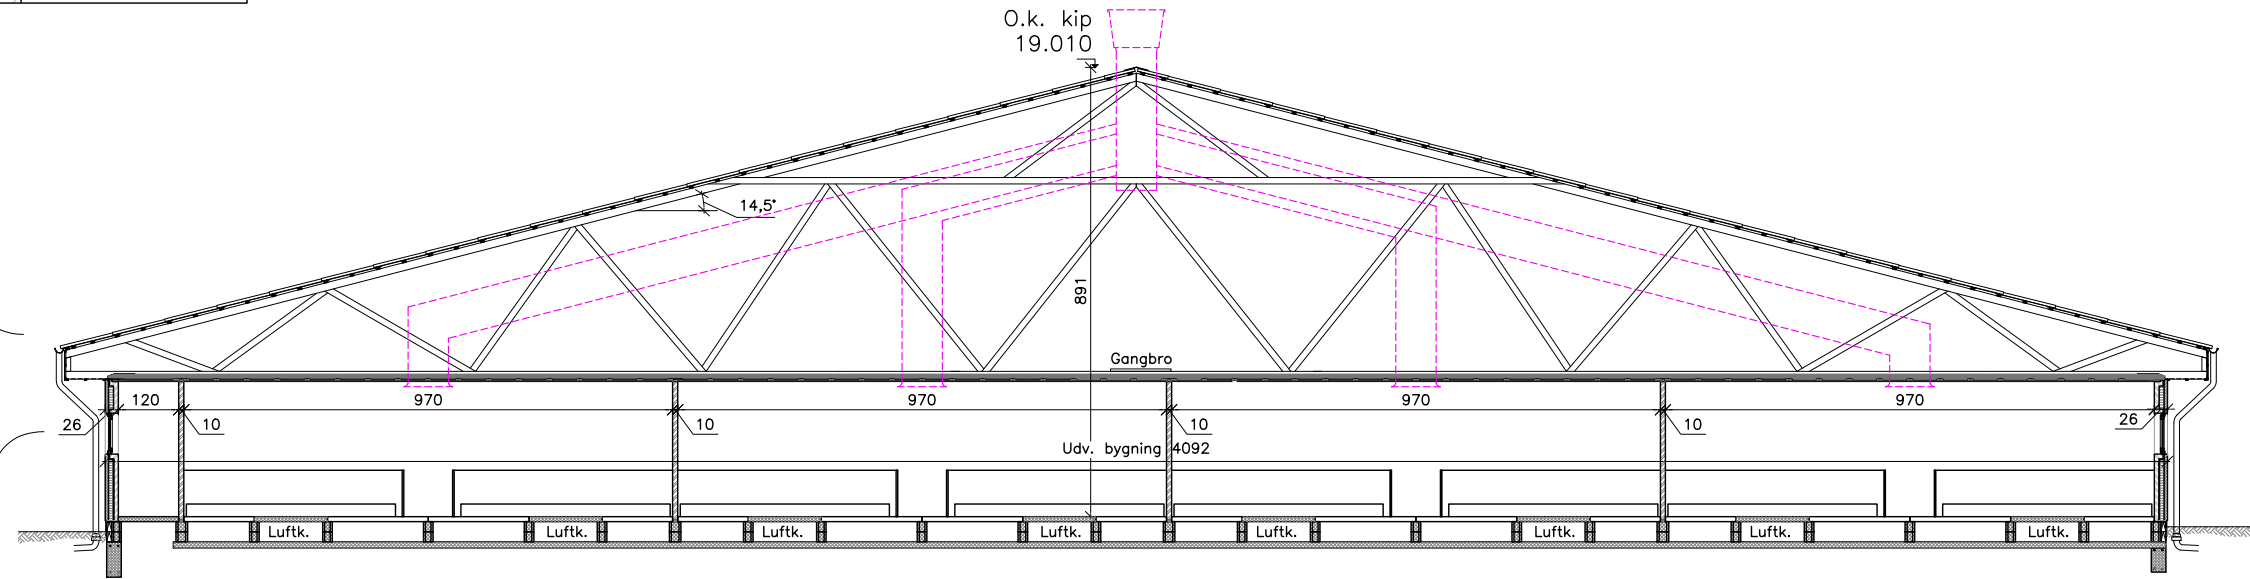 O.k. kip
19.010
14,5°
891
Gangbro
120 970 970 970 970
26 10 10 10 10 26
Udv. bygning 4092
Luftk. Luftk. Luftk. Luftk. Luftk. Luftk. Luftk.